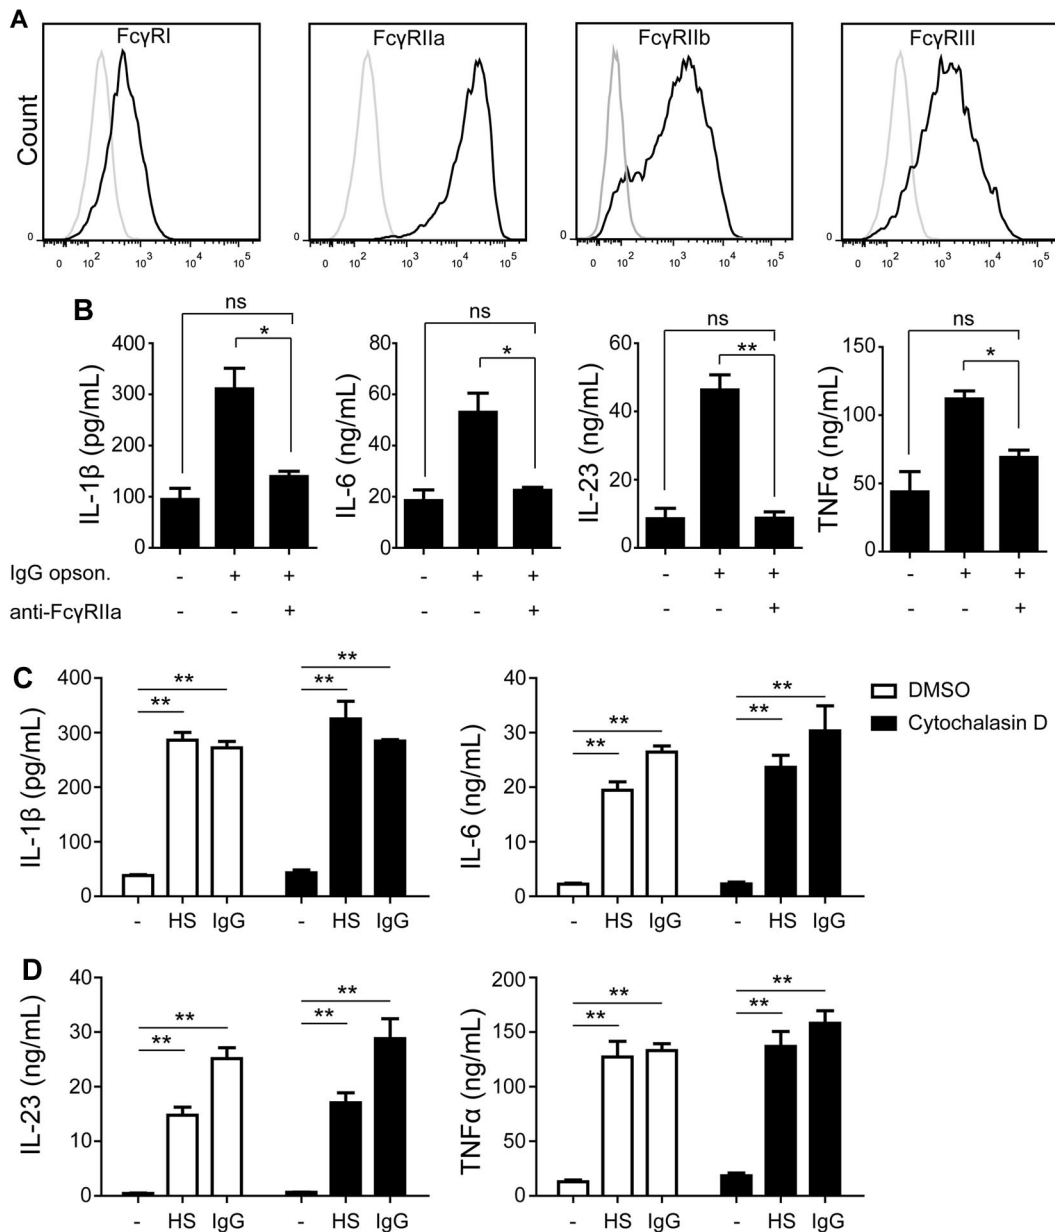 A
FcγRI
FcγRIIa
FcγRIIb
FcγRIII
Count
0
0
0
0
0 10² 10³ 10⁴ 10⁵
0 10² 10³ 10⁴ 10⁵
0 10² 10³ 10⁴ 10⁵
0 10² 10³ 10⁴ 10⁵
B
IL-1β (pg/mL)
400
300
200
100
0
ns
*
IL-6 (ng/mL)
80
60
40
20
0
ns
*
IL-23 (ng/mL)
60
40
20
0
ns
**
TNFα (ng/mL)
150
100
50
0
ns
*
IgG opson. - + + - + + - + + - + +
anti-FcγRIIa - - + - - + - - + - - +
C
IL-1β (pg/mL)
400
300
200
100
0
** ** ** **
- HS IgG - HS IgG
IL-6 (ng/mL)
40
30
20
10
0
** ** ** **
- HS IgG - HS IgG
DMSO
Cytochalasin D
D
IL-23 (ng/mL)
40
30
20
10
0
** ** ** **
- HS IgG - HS IgG
TNFα (ng/mL)
200
150
100
50
0
** ** ** **
- HS IgG - HS IgG